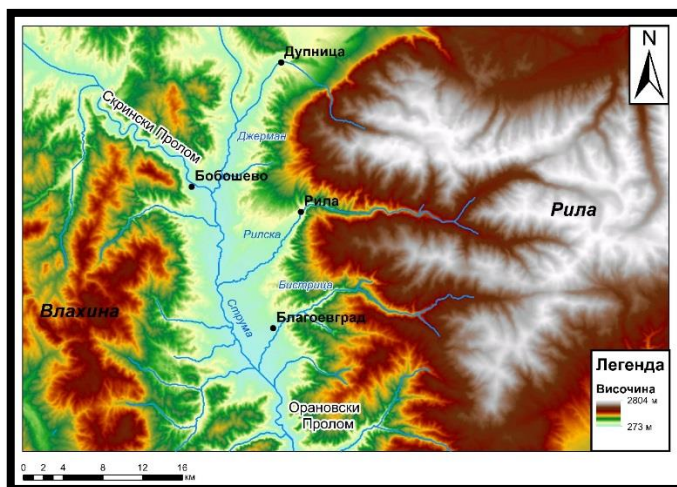 N
Дупница
Скрински Пролом
Джерман
Бобошево
Рила
Рила
Рилска
Бистрица
Влахина
Струма
Благоевград
Орановски
Пролом
Легенда
Височина
2804 м
273 м
0 2 4 8 12 16
км